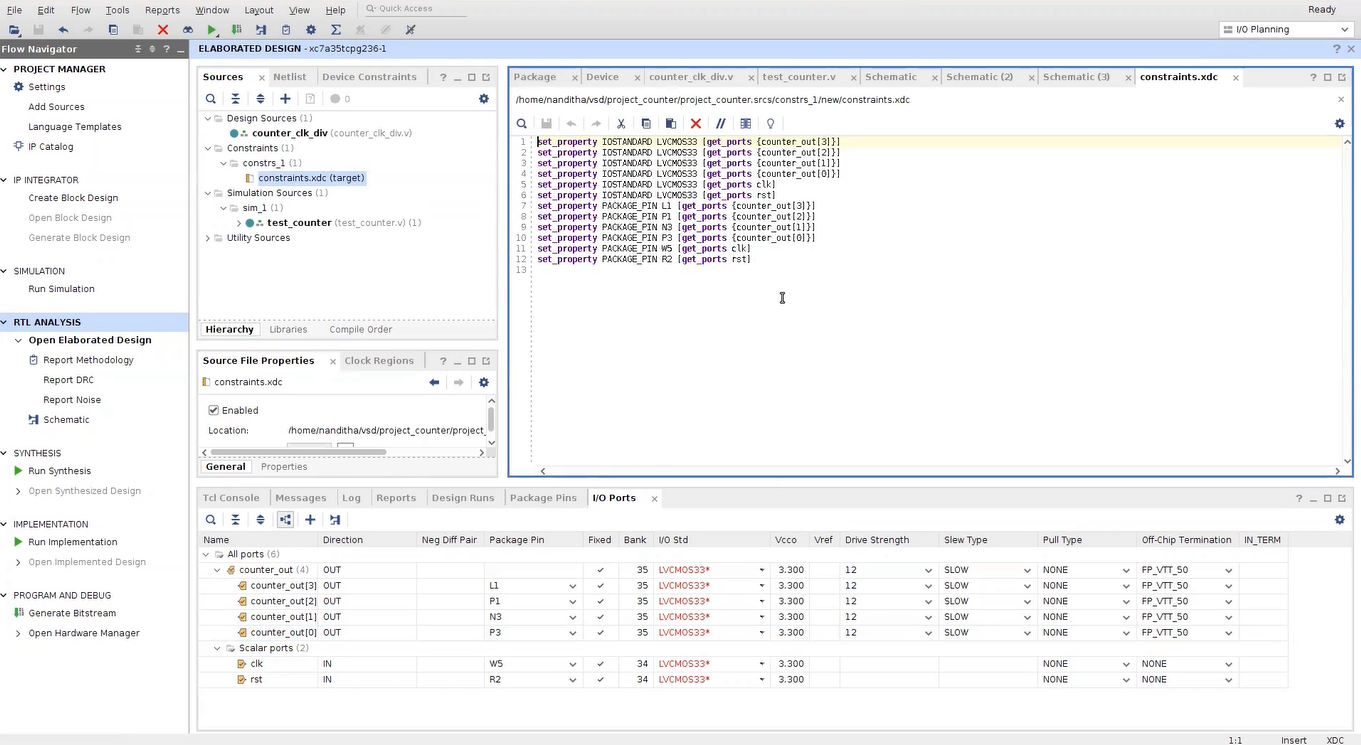 File Edit Flow Tools Reports Window Layout View Help Quick Access Ready
I/O Planning
Flow Navigator
PROJECT MANAGER
Settings
Add Sources
Language Templates
IP Catalog
IP INTEGRATOR
Create Block Design
Open Block Design
Generate Block Design
SIMULATION
Run Simulation
RTL ANALYSIS
Open Elaborated Design
Report Methodology
Report DRC
Report Noise
Schematic
SYNTHESIS
Run Synthesis
Open Synthesized Design
IMPLEMENTATION
Run Implementation
Open Implemented Design
PROGRAM AND DEBUG
Generate Bitstream
Open Hardware Manager
ELABORATED DESIGN - xc7a35tcpg236-1
Sources Netlist Device Constraints
0
Design Sources (1)
counter_clk_div (counter_clk_div.v)
Constraints (1)
constrs_1 (1)
constraints.xdc (target)
Simulation Sources (1)
sim_1 (1)
test_counter (test_counter.v) (1)
Utility Sources
Hierarchy Libraries Compile Order
Source File Properties Clock Regions
constraints.xdc
Enabled
Location: /home/nanditha/vsd/project_counter/project_
General Properties
Package Device counter_clk_div.v test_counter.v Schematic Schematic (2) Schematic (3) constraints.xdc
/home/nanditha/vsd/project_counter/project_counter.srcs/constrs_1/new/constraints.xdc
1 set_property IOSTANDARD LVCMOS33 [get_ports {counter_out[3]}]
2 set_property IOSTANDARD LVCMOS33 [get_ports {counter_out[2]}]
3 set_property IOSTANDARD LVCMOS33 [get_ports {counter_out[1]}]
4 set_property IOSTANDARD LVCMOS33 [get_ports {counter_out[0]}]
5 set_property IOSTANDARD LVCMOS33 [get_ports clk]
6 set_property IOSTANDARD LVCMOS33 [get_ports rst]
7 set_property PACKAGE_PIN L1 [get_ports {counter_out[3]}]
8 set_property PACKAGE_PIN P1 [get_ports {counter_out[2]}]
9 set_property PACKAGE_PIN N3 [get_ports {counter_out[1]}]
10 set_property PACKAGE_PIN P3 [get_ports {counter_out[0]}]
11 set_property PACKAGE_PIN W5 [get_ports clk]
12 set_property PACKAGE_PIN R2 [get_ports rst]
13
Tcl Console Messages Log Reports Design Runs Package Pins I/O Ports
Name Direction Neg Diff Pair Package Pin Fixed Bank I/O Std Vcco Vref Drive Strength Slew Type Pull Type Off-Chip Termination IN_TERM
All ports (6)
counter_out (4) OUT 35 LVCMOS33* 3.300 12 SLOW NONE FP_VTT_50
counter_out[3] OUT L1 35 LVCMOS33* 3.300 12 SLOW NONE FP_VTT_50
counter_out[2] OUT P1 35 LVCMOS33* 3.300 12 SLOW NONE FP_VTT_50
counter_out[1] OUT N3 35 LVCMOS33* 3.300 12 SLOW NONE FP_VTT_50
counter_out[0] OUT P3 35 LVCMOS33* 3.300 12 SLOW NONE FP_VTT_50
Scalar ports (2)
clk IN W5 34 LVCMOS33* 3.300 NONE NONE
rst IN R2 34 LVCMOS33* 3.300 NONE NONE
1:1 Insert XDC